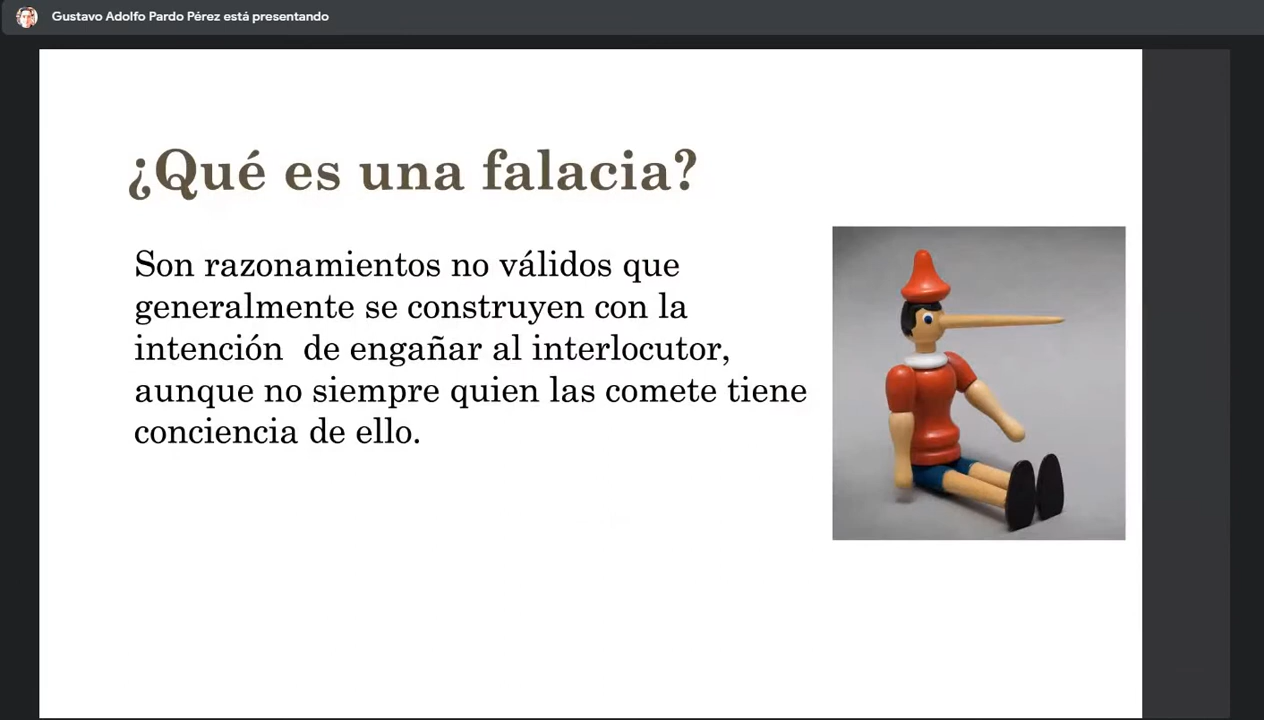 Gustavo Adolfo Pardo Pérez está presentando
¿Qué es una falacia?
Son razonamientos no válidos que
generalmente se construyen con la
intención  de engañar al interlocutor,
aunque no siempre quien las comete tiene
conciencia de ello.